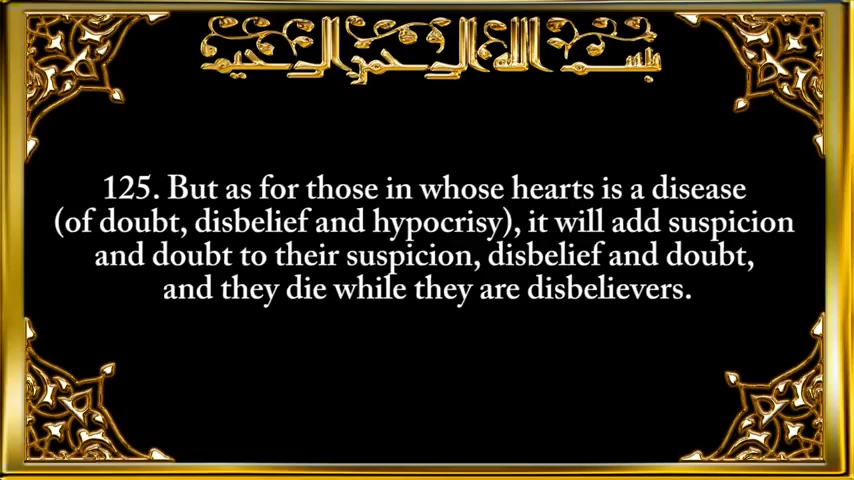 بسم الله الرحمن الرحيم
125. But as for those in whose hearts is a disease
(of doubt, disbelief and hypocrisy), it will add suspicion
and doubt to their suspicion, disbelief and doubt,
and they die while they are disbelievers.